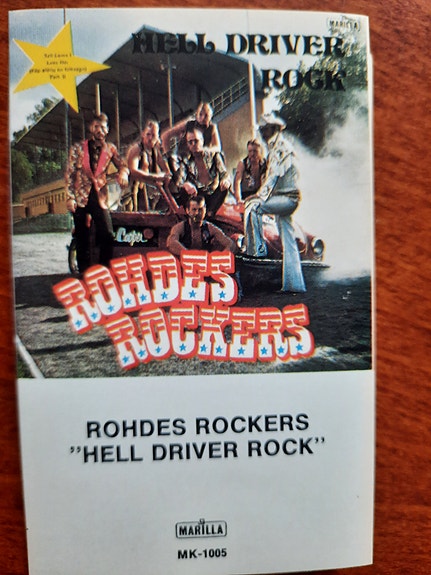 MARILLA
HELL DRIVER
ROCK
ROHDES
ROCKERS
ROHDES ROCKERS
"HELL DRIVER ROCK"
MARILLA
MK-1005